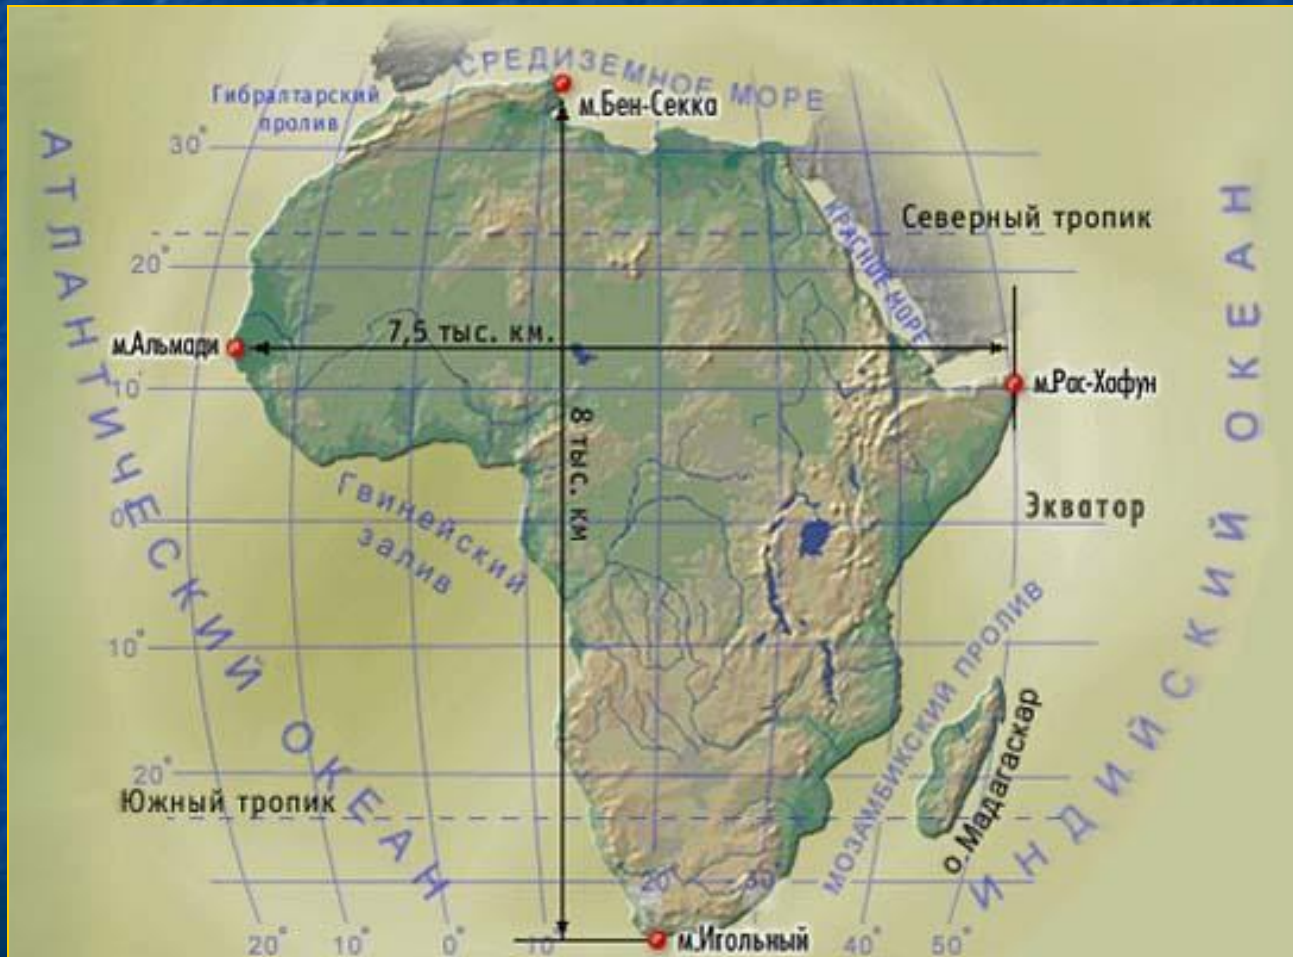 СРЕДИЗЕМНОЕ МОРЕ
Гибралтарский
пролив
м.Бен-Секка
30°
АТЛАНТИЧЕСКИЙ ОКЕАН
Северный тропик
КРАСНОЕ МОРЕ
20°
ИНДИЙСКИЙ ОКЕАН
7,5 тыс. км.
м.Альмади
10°
м.Рас-Хафун
8 тыс. км
Гвинейский
залив
0°
Экватор
10°
МОЗАМБИКСКИЙ ПРОЛИВ
о.Мадагаскар
20°
Южный тропик
20°
30°
20°
10°
0°
10°
м.Игольный
40°
50°